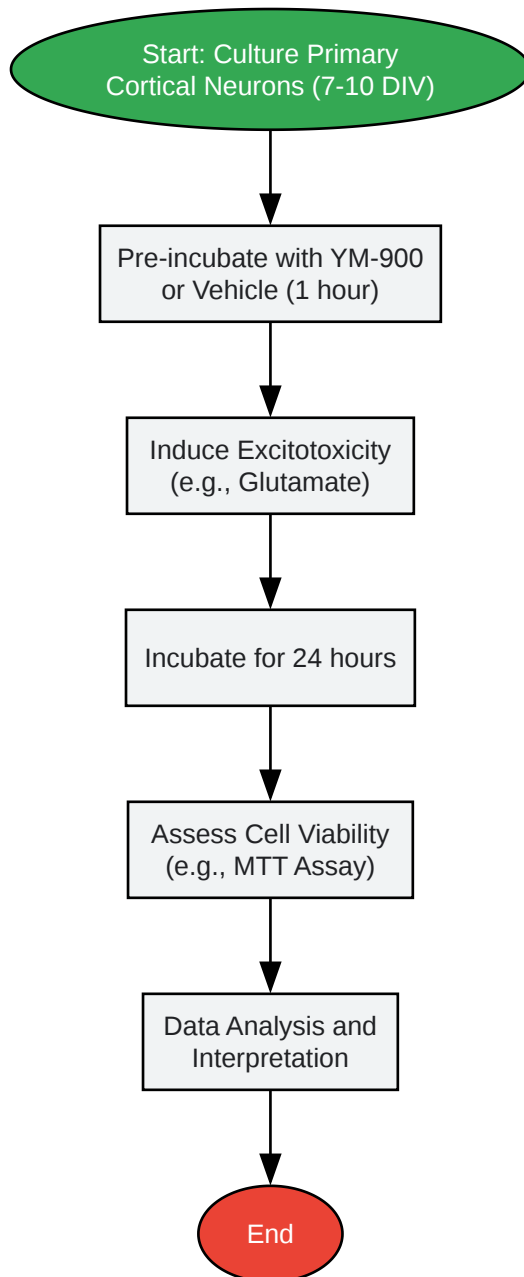 Start: Culture Primary
Cortical Neurons (7-10 DIV)
Pre-incubate with YM-900
or Vehicle (1 hour)
Induce Excitotoxicity
(e.g., Glutamate)
Incubate for 24 hours
Assess Cell Viability
(e.g., MTT Assay)
Data Analysis and
Interpretation
End